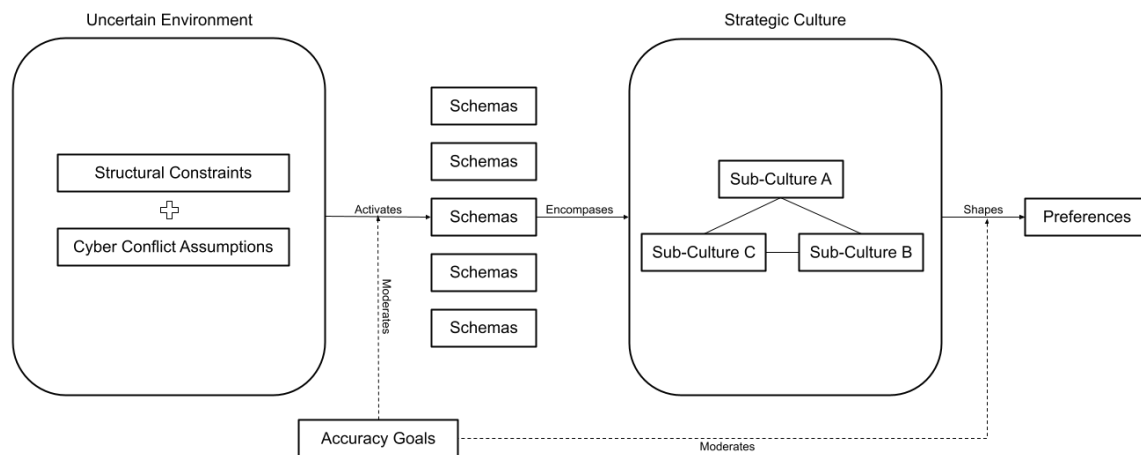 Uncertain Environment
Strategic Culture
Schemas
Schemas
Structural Constraints
Sub-Culture A
Activates
Schemas
Encompases
Shapes
Preferences
Cyber Conflict Assumptions
Sub-Culture C
Sub-Culture B
Schemas
Moderates
Schemas
Accuracy Goals
Moderates